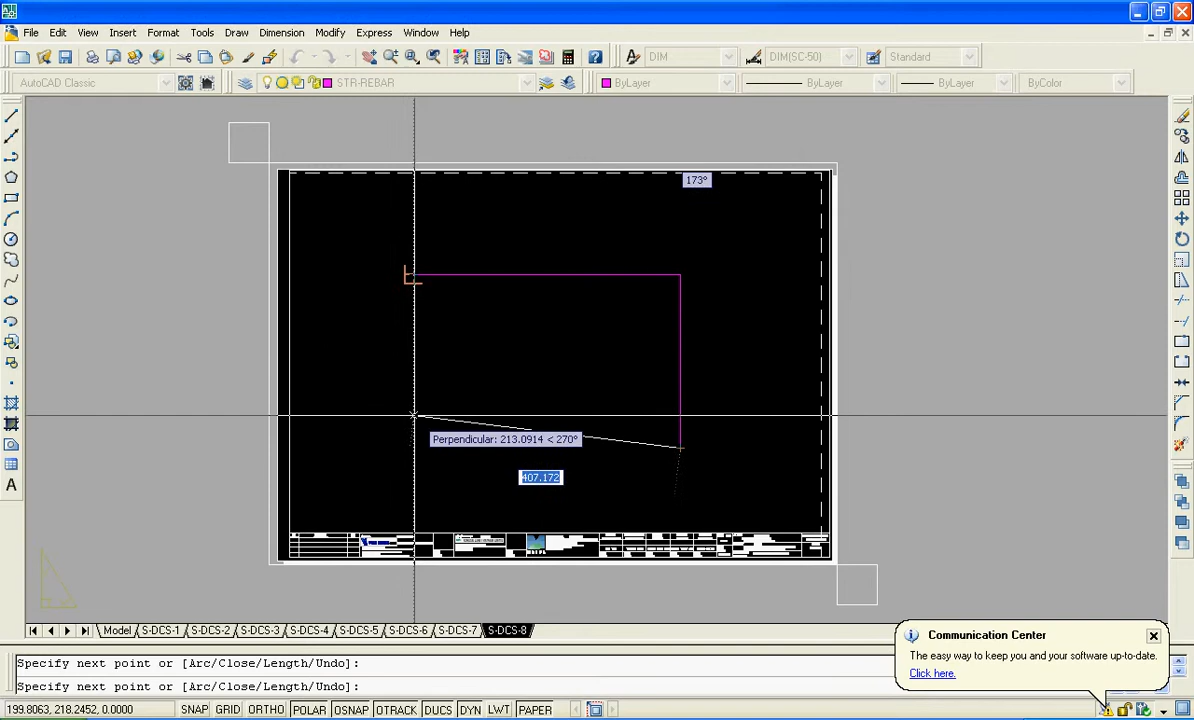 File Edit View Insert Format Tools Draw Dimension Modify Express Window Help
DIM DIM(SC-50) Standard
AutoCAD Classic STR-REBAR ByLayer ByLayer ByLayer ByColor
173°
Perpendicular: 213.0914 < 270°
407.172
Model S-DCS-1 S-DCS-2 S-DCS-3 S-DCS-4 S-DCS-5 S-DCS-6 S-DCS-7 S-DCS-8
Communication Center
The easy way to keep you and your software up-to-date.
Click here.
Specify next point or [Arc/Close/Length/Undo]:
Specify next point or [Arc/Close/Length/Undo]:
199.8063, 218.2452, 0.0000 SNAP GRID ORTHO POLAR OSNAP OTRACK DUCS DYN LWT PAPER